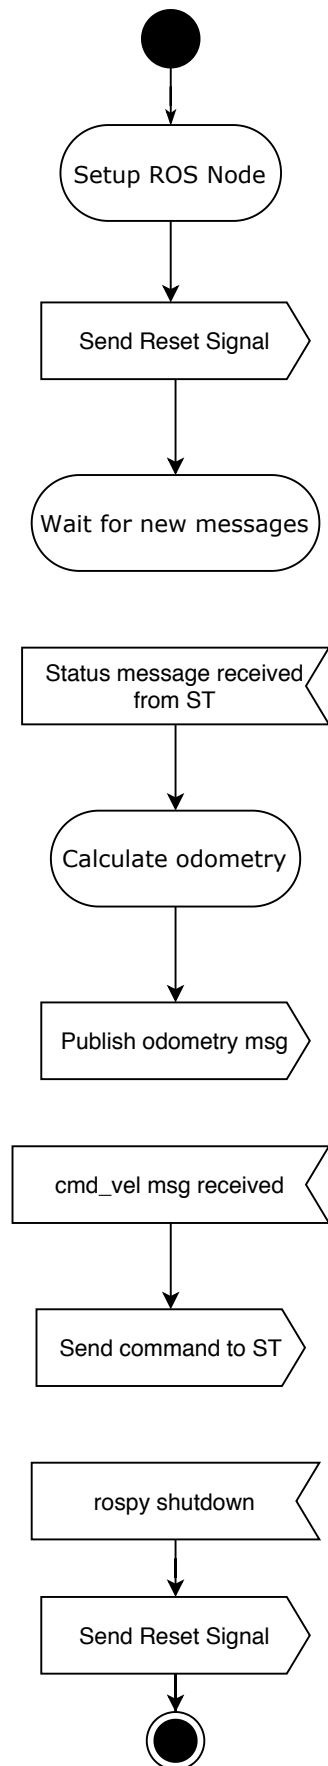 Setup ROS Node
Send Reset Signal
Wait for new messages
Status message received
from ST
Calculate odometry
Publish odometry msg
cmd_vel msg received
Send command to ST
rospy shutdown
Send Reset Signal